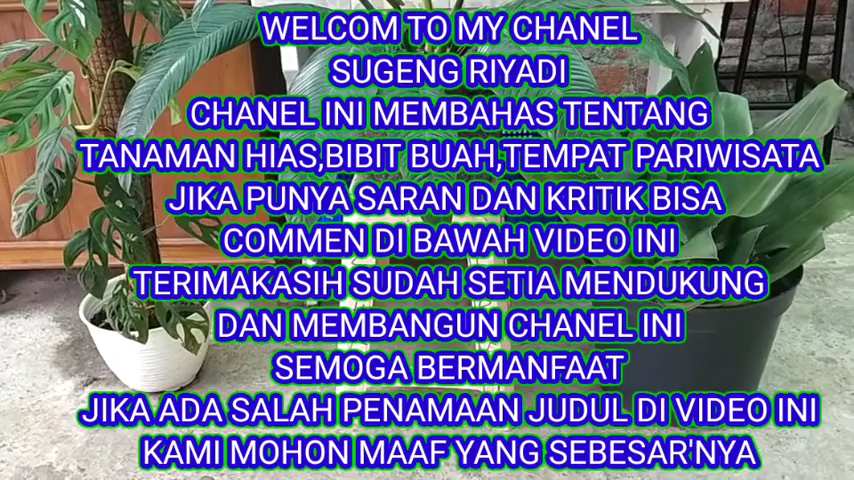 WELCOM TO MY CHANEL
SUGENG RIYADI
CHANEL INI MEMBAHAS TENTANG
TANAMAN HIAS,BIBIT BUAH,TEMPAT PARIWISATA
JIKA PUNYA SARAN DAN KRITIK BISA
COMMEN DI BAWAH VIDEO INI
TERIMAKASIH SUDAH SETIA MENDUKUNG
DAN MEMBANGUN CHANEL INI
SEMOGA BERMANFAAT
JIKA ADA SALAH PENAMAAN JUDUL DI VIDEO INI
KAMI MOHON MAAF YANG SEBESAR'NYA